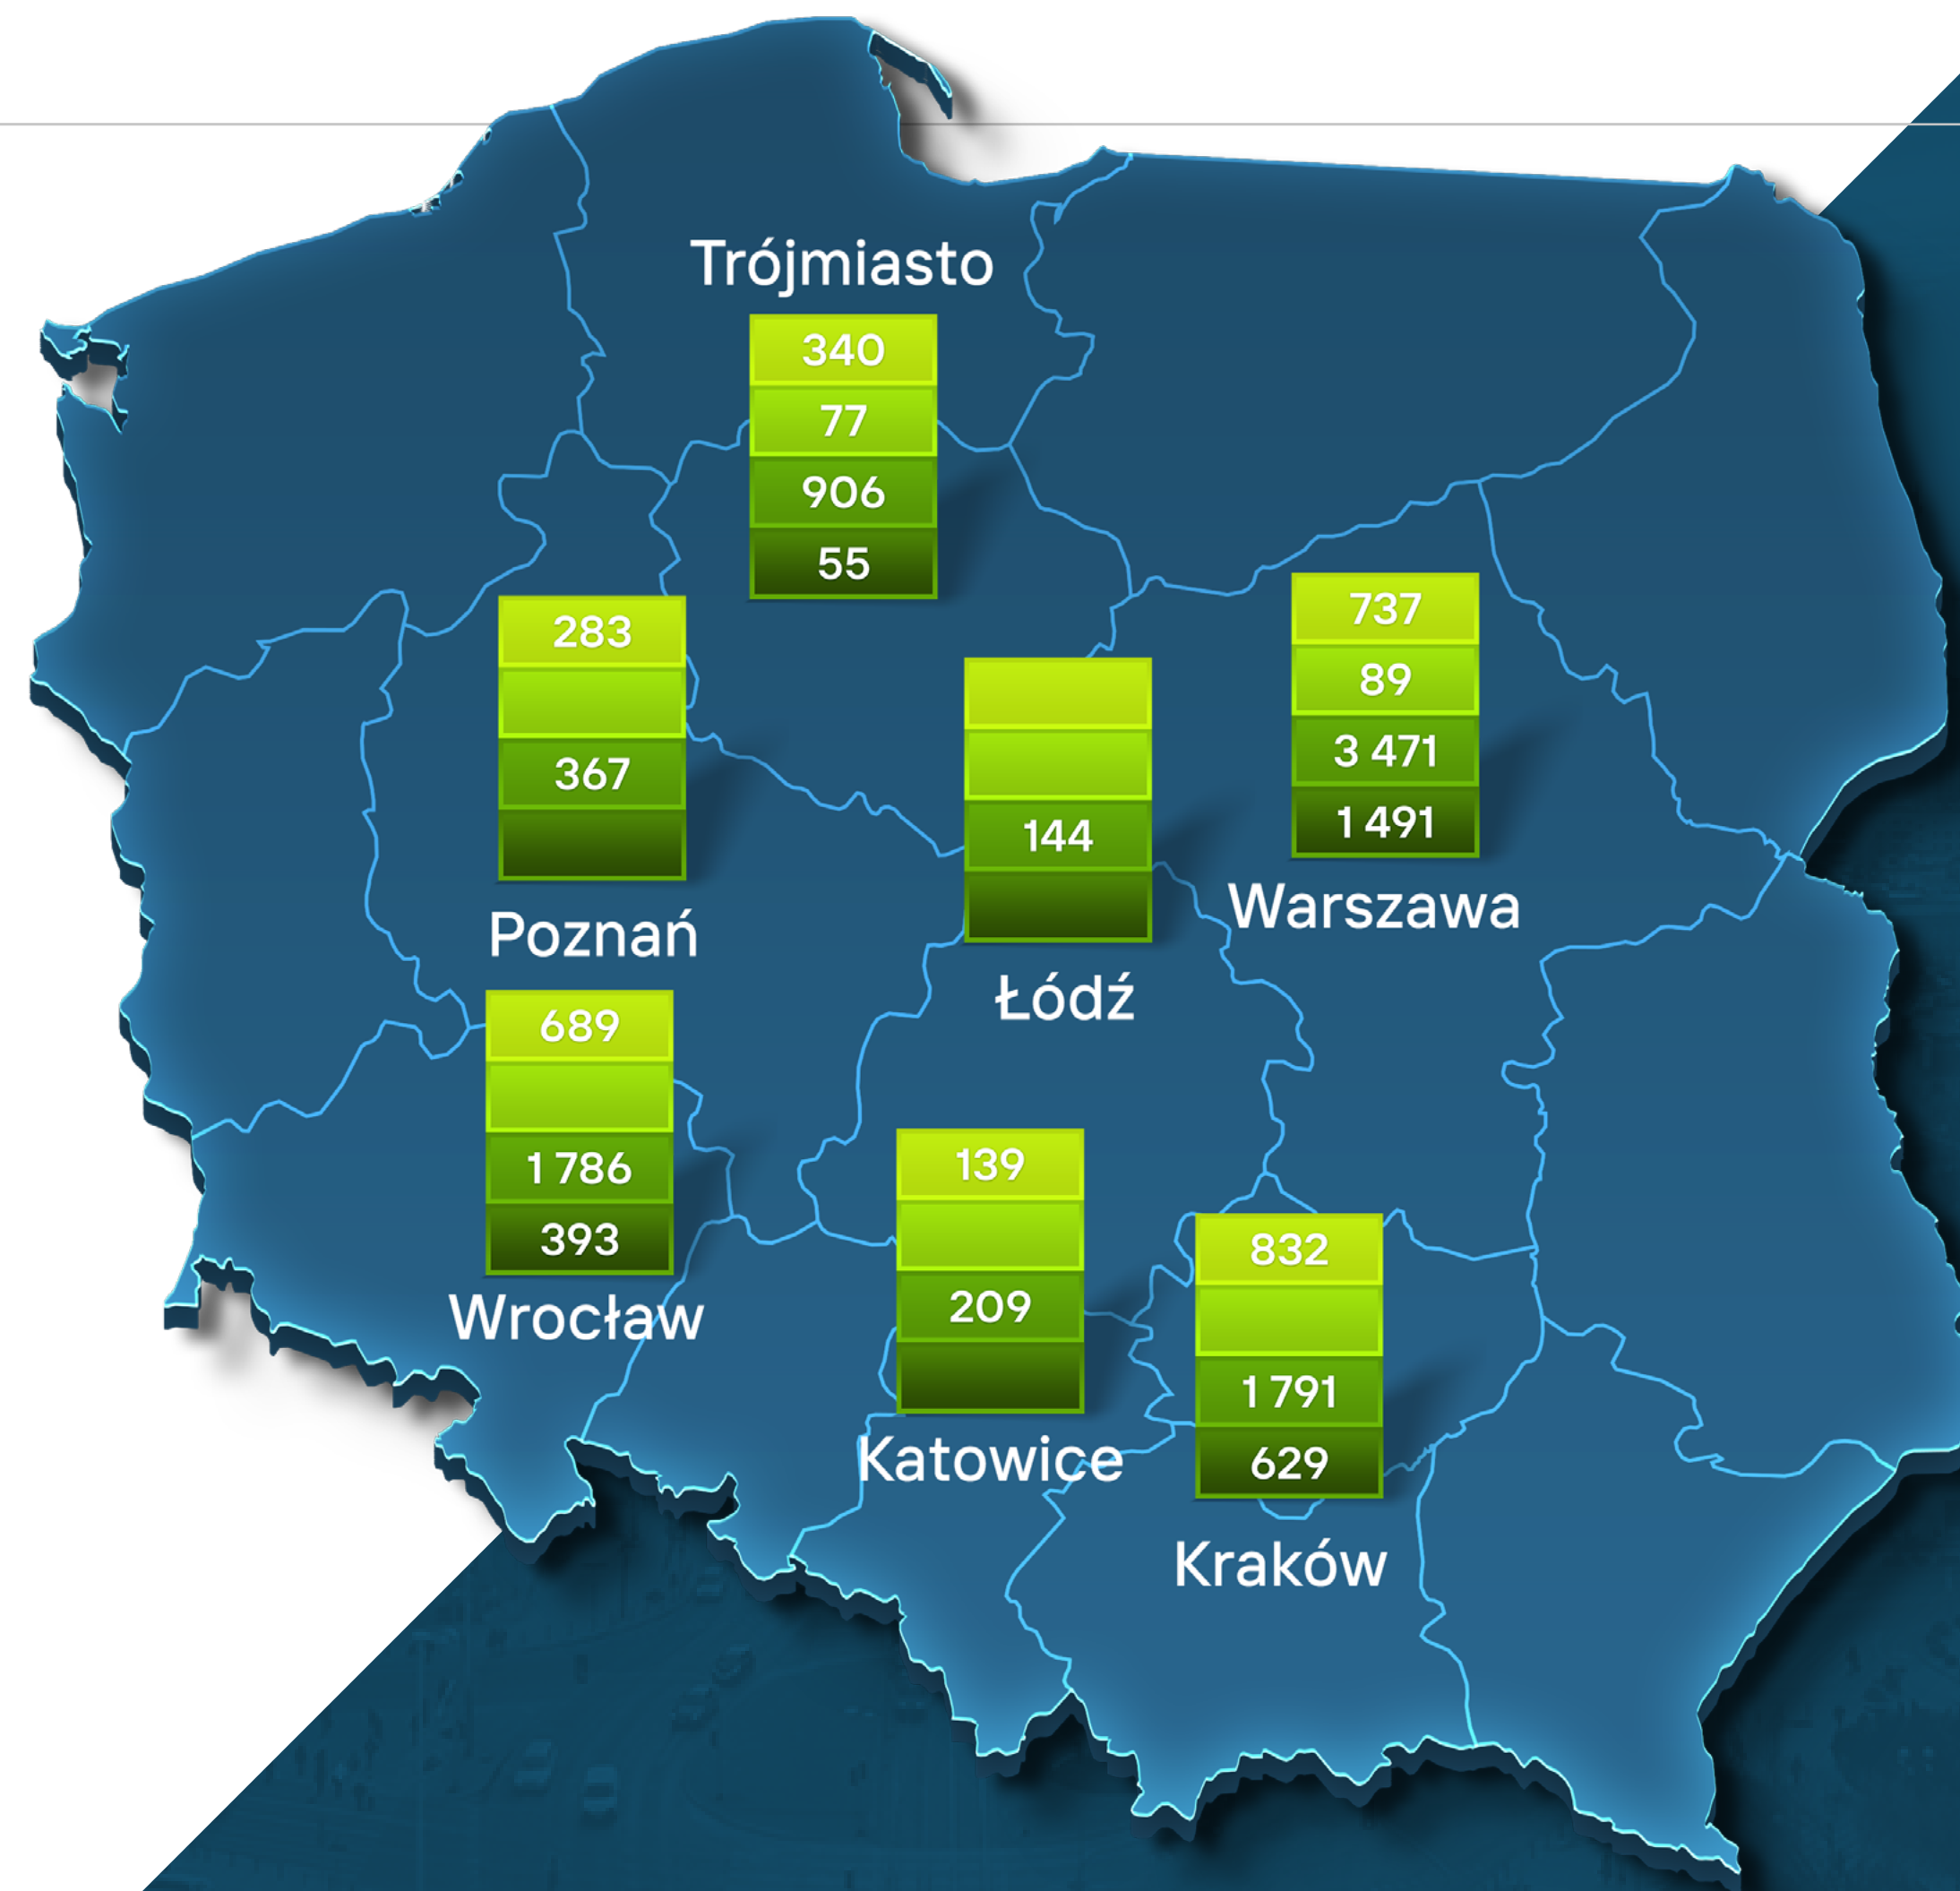 Trójmiasto
340
77
906
55
283
367
Poznań
144
Łódź
737
89
3 471
1 491
Warszawa
689
1 786
393
Wrocław
139
209
Katowice
832
1 791
629
Kraków